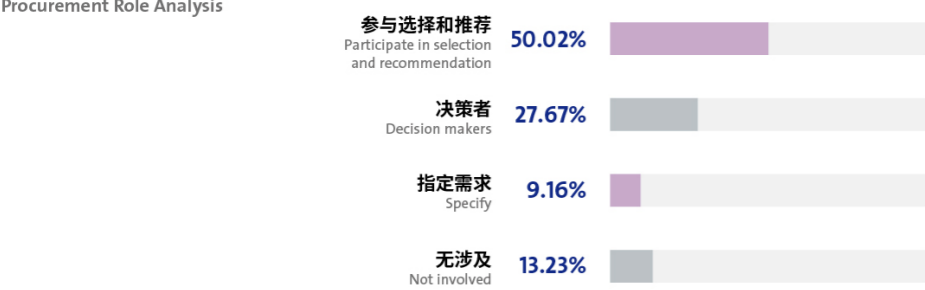 Procurement Role Analysis
参与选择和推荐
Participate in selection
and recommendation
50.02%
决策者
Decision makers
27.67%
指定需求
Specify
9.16%
无涉及
Not involved
13.23%